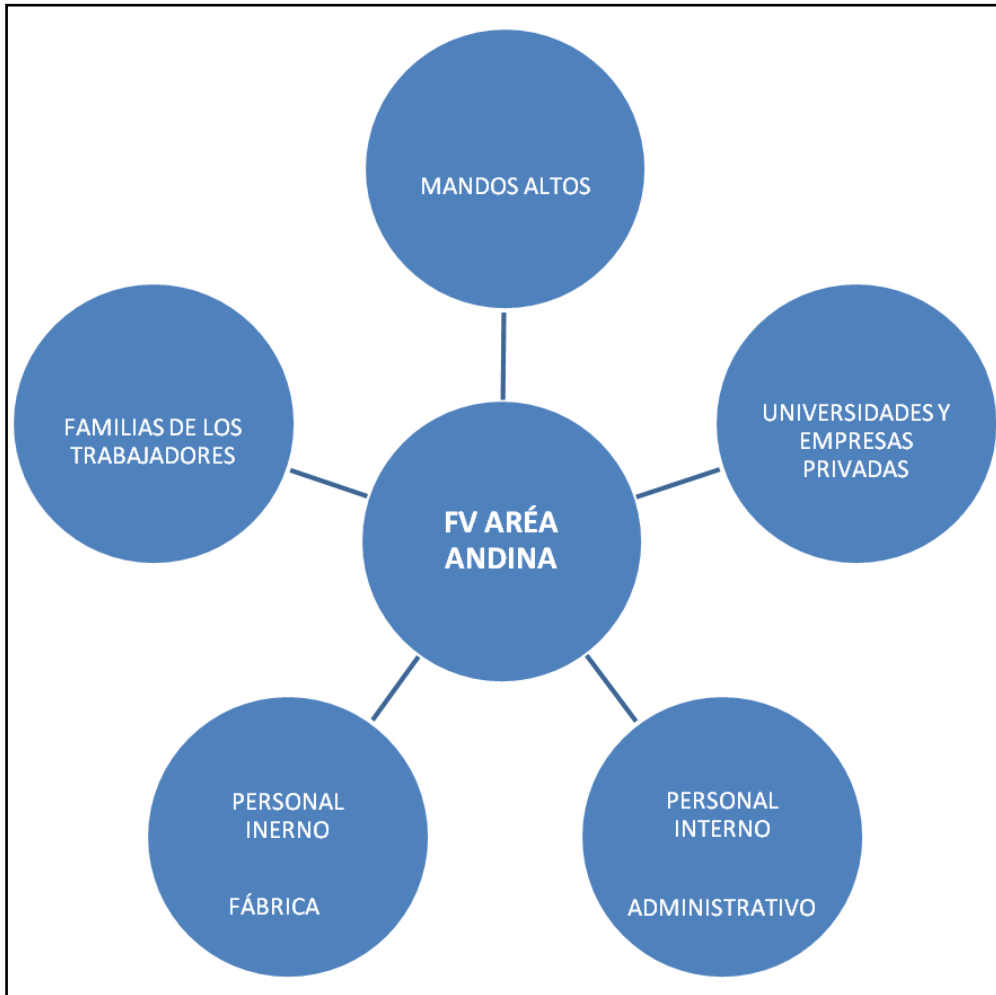 MANDOS ALTOS
FAMILIAS DE LOS
TRABAJADORES
UNIVERSIDADES Y
EMPRESAS
PRIVADAS
FV ARÉA
ANDINA
PERSONAL
INERNO
FÁBRICA
PERSONAL
INTERNO
ADMINISTRATIVO